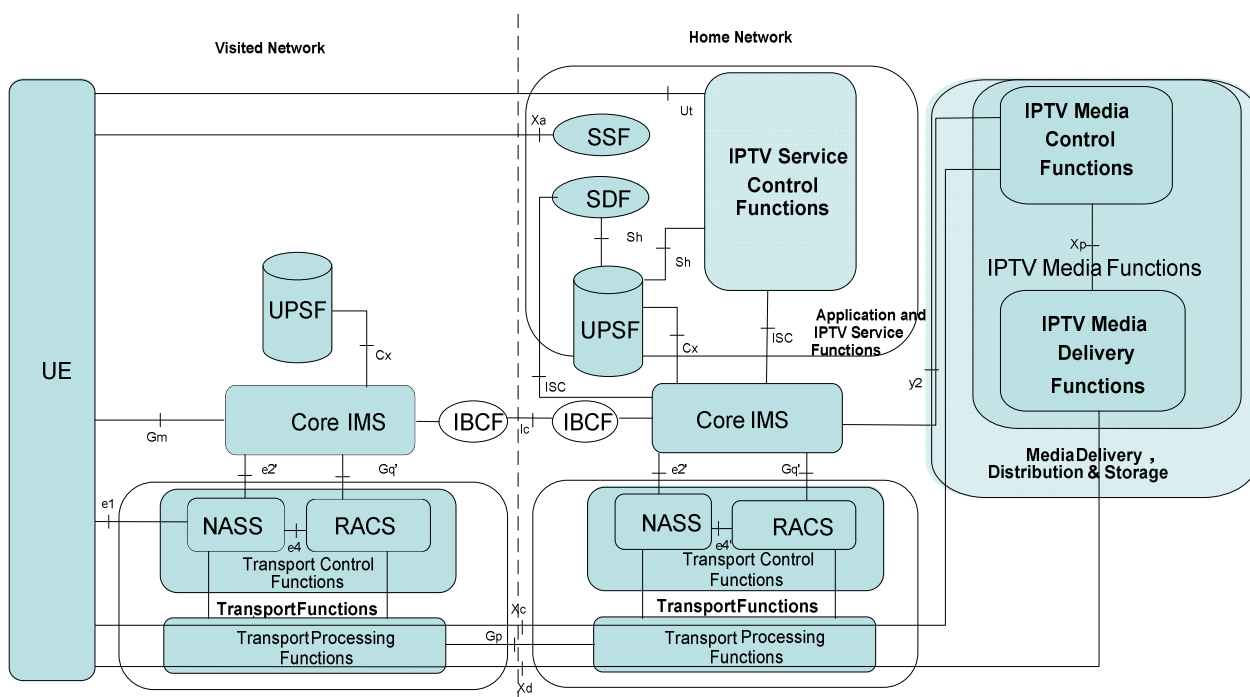 Visited Network
Home Network
UE
Ut
Xa
SSF
SDF
Sh
Sh
IPTV Service
Control
Functions
IPTV Media
Control
Functions
Xp
IPTV Media Functions
IPTV Media
Delivery
Functions
Media Delivery ,
Distribution & Storage
UPSF
Cx
UPSF
Cx
ISC
ISC
Application and
IPTV Service
Functions
y2
Gm
Core IMS
IBCF
Ic
IBCF
Core IMS
e2'
Gq'
e2'
Gq'
e1
NASS
e4
RACS
Transport Control
Functions
NASS
e4'
RACS
Transport Control
Functions
Transport Functions
Xc
Transport Functions
Transport Processing
Functions
Gp
Transport Processing
Functions
Xd